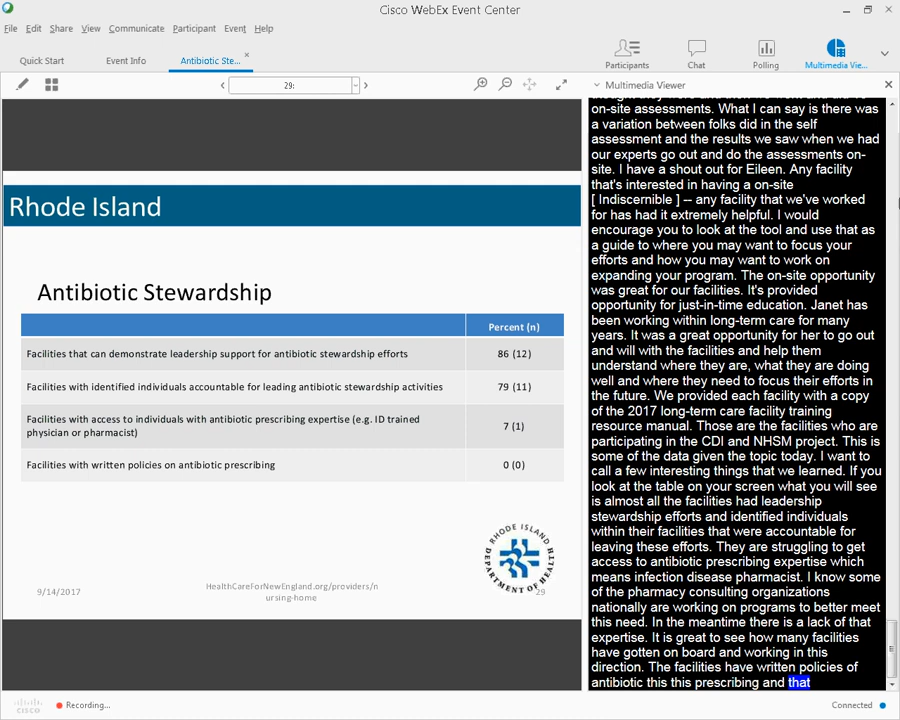 Cisco WebEx Event Center
File Edit Share View Communicate Participant Event Help
Quick Start Event Info Antibiotic Ste...
Participants Chat Polling Multimedia Vie...
29:
Multimedia Viewer
Rhode Island
Antibiotic Stewardship
Percent (n)
Facilities that can demonstrate leadership support for antibiotic stewardship efforts 86 (12)
Facilities with identified individuals accountable for leading antibiotic stewardship activities 79 (11)
Facilities with access to individuals with antibiotic prescribing expertise (e.g. ID trained
physician or pharmacist) 7 (1)
Facilities with written policies on antibiotic prescribing 0 (0)
RHODE ISLAND
DEPARTMENT OF HEALTH
9/14/2017
HealthCareForNewEngland.org/providers/n
ursing-home
29
on-site assessments. What I can say is there was
a variation between folks did in the self
assessment and the results we saw when we had
our experts go out and do the assessments on-
site. I have a shout out for Eileen. Any facility
that's interested in having a on-site
[ Indiscernible ] -- any facility that we've worked
for has had it extremely helpful. I would
encourage you to look at the tool and use that as
a guide to where you may want to focus your
efforts and how you may want to work on
expanding your program. The on-site opportunity
was great for our facilities. It's provided
opportunity for just-in-time education. Janet has
been working within long-term care for many
years. It was a great opportunity for her to go out
and will with the facilities and help them
understand where they are, what they are doing
well and where they need to focus their efforts in
the future. We provided each facility with a copy
of the 2017 long-term care facility training
resource manual. Those are the facilities who are
participating in the CDI and NHSM project. This is
some of the data given the topic today. I want to
call a few interesting things that we learned. If you
look at the table on your screen what you will see
is almost all the facilities had leadership
stewardship efforts and identified individuals
within their facilities that were accountable for
leaving these efforts. They are struggling to get
access to antibiotic prescribing expertise which
means infection disease pharmacist. I know some
of the pharmacy consulting organizations
nationally are working on programs to better meet
this need. In the meantime there is a lack of that
expertise. It is great to see how many facilities
have gotten on board and working in this
direction. The facilities have written policies of
antibiotic this this prescribing and that
cisco
Recording...
Connected